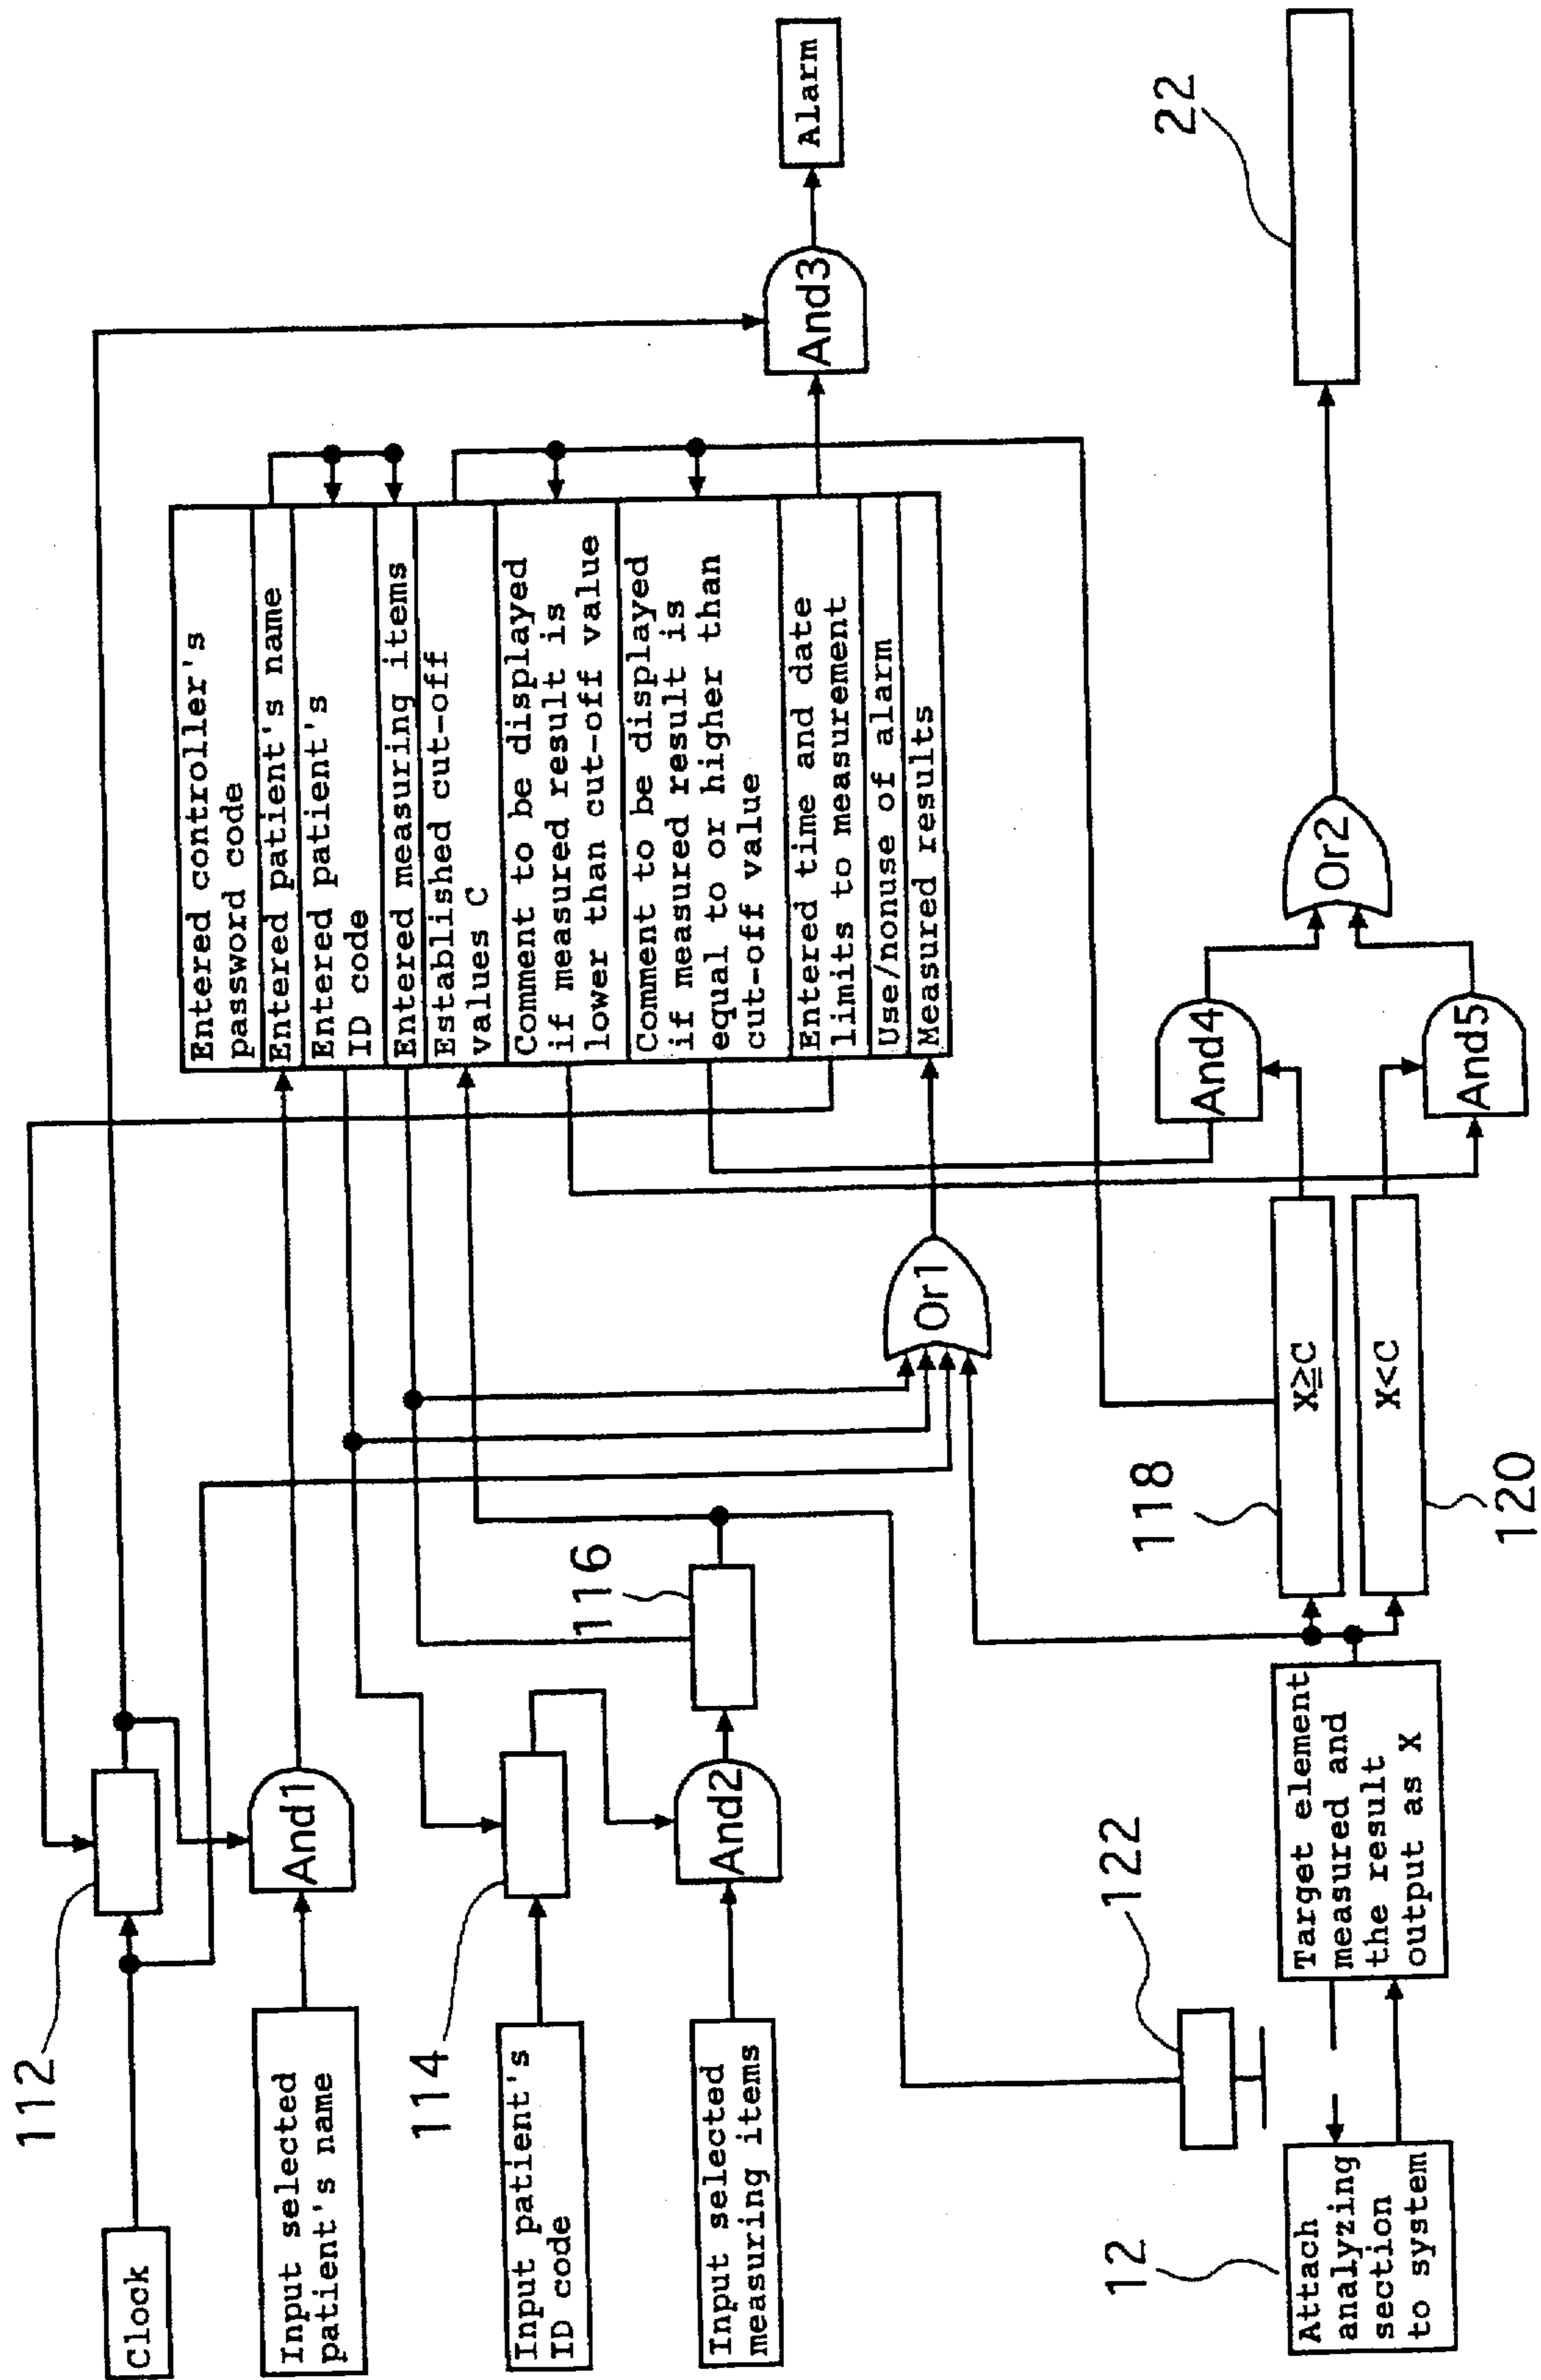 112
Clock
Input selected
patient's name
And1
114
Input patient's
ID code
Input selected
measuring items
And2
116
Entered controller's
password code
Entered patient's name
Entered patient's
ID code
Entered measuring items
Established cut-off
values C
Comment to be displayed
if measured result is
lower than cut-off value
Comment to be displayed
if measured result is
equal to or higher than
cut-off value
Entered time and date
limits to measurement
Use/nonuse of alarm
Measured results
Or1
And3
Alarm
122
12
Attach
analyzing
section
to system
Target element
measured and
the result
output as X
118
X≧C
X<C
120
And4
And5
Or2
22